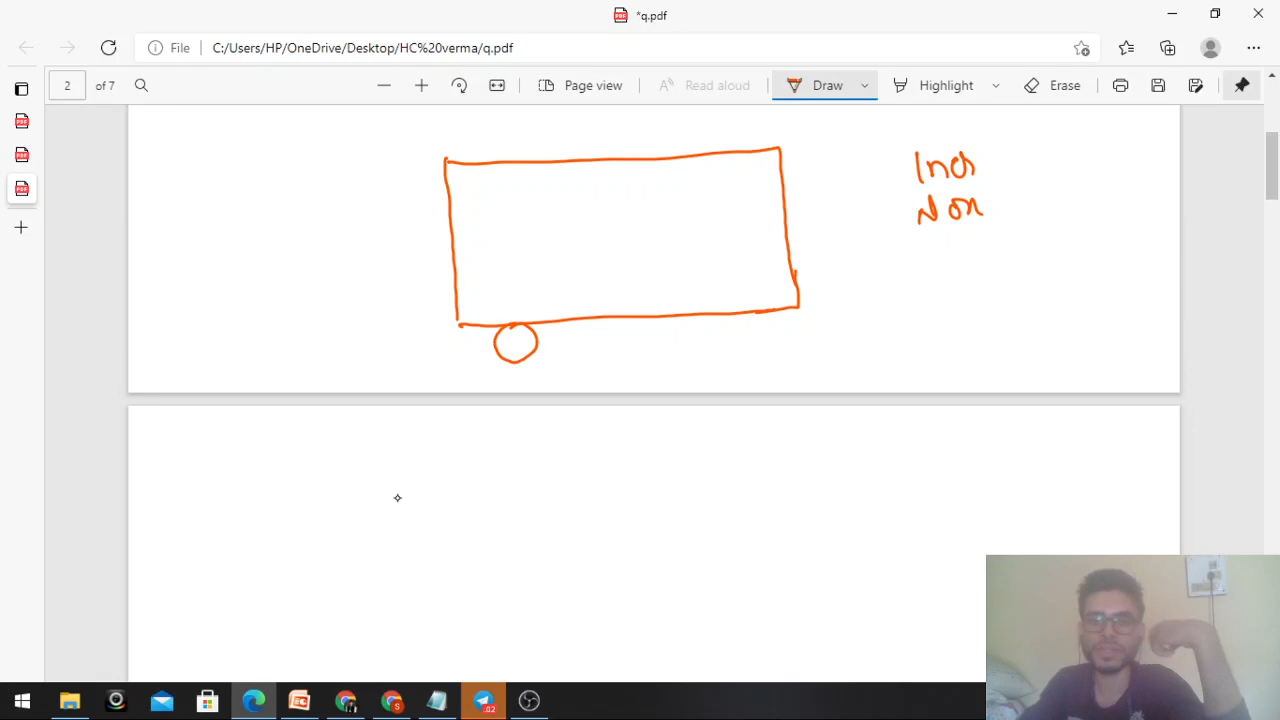 *q.pdf
File C:/Users/HP/OneDrive/Desktop/HC%20verma/q.pdf
2 of 7 Page view Read aloud Draw Highlight Erase
Non
.02